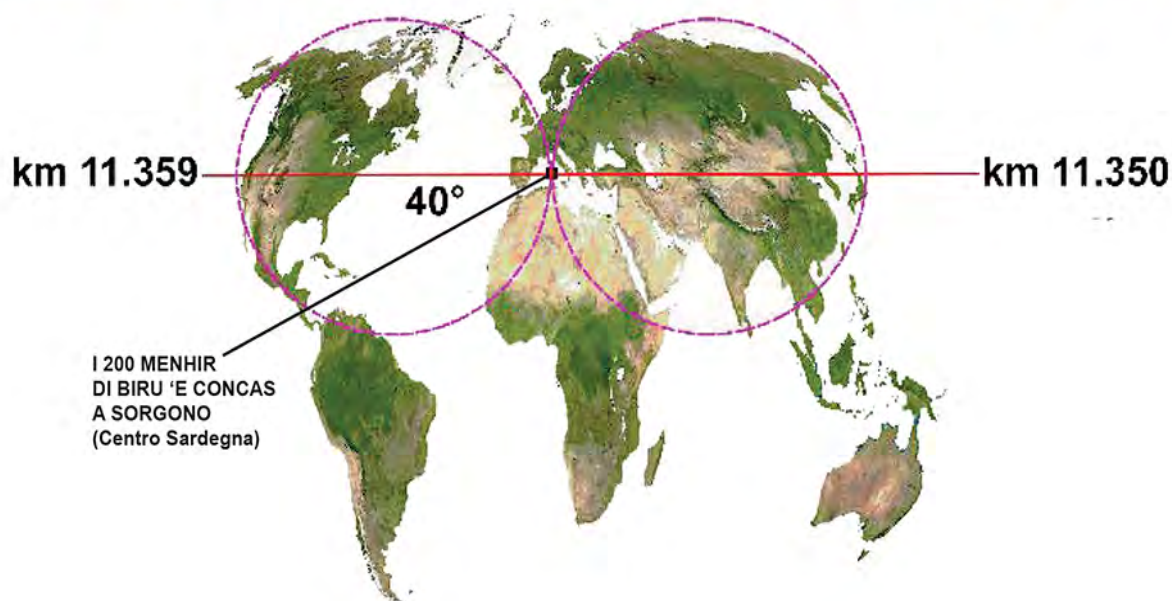 km 11.359
40°
km 11.350
I 200 MENHIR
DI BIRU ‘E CONCAS
A SORGONO
(Centro Sardegna)